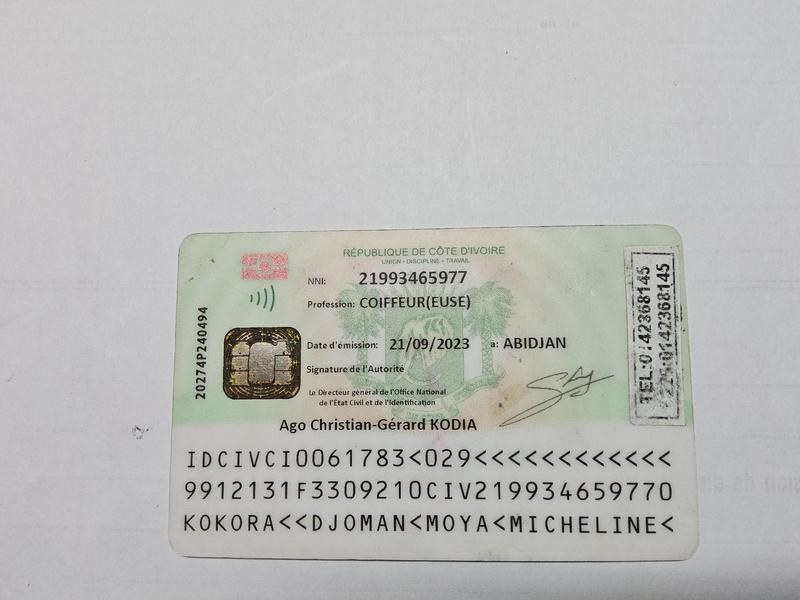 RÉPUBLIQUE DE CÔTE D'IVOIRE
UNION - DISCIPLINE - TRAVAIL
NNI: 21993465977
Profession: COIFFEUR(EUSE)
Date d'émission: 21/09/2023 a: ABIDJAN
Signature de l'Autorité
Le Directeur général de l'Office National
de l'État Civil et de l'Identification
Ago Christian-Gérard KODIA
20274P240494
TEL:0142368145
225:0142368145
IDCIVCI0061783<029<<<<<<<<<<<<
9912131F3309210CIV219934659770
KOKORA<<DJOMAN<MOYA<MICHELINE<